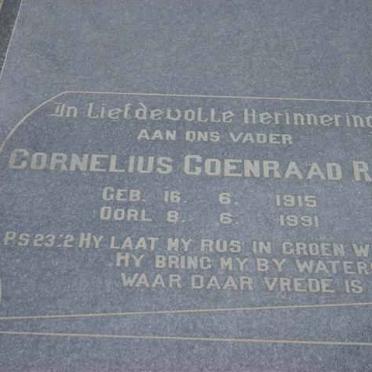 In Liefdevolle Herinnering
AAN ONS VADER
CORNELIUS COENRAAD R
GEB. 16. 6. 1915
OORL 8. 6. 1991
PS 23:2 HY LAAT MY RUS IN GROEN W
HY BRING MY BY WATERS
WAAR DAAR VREDE IS